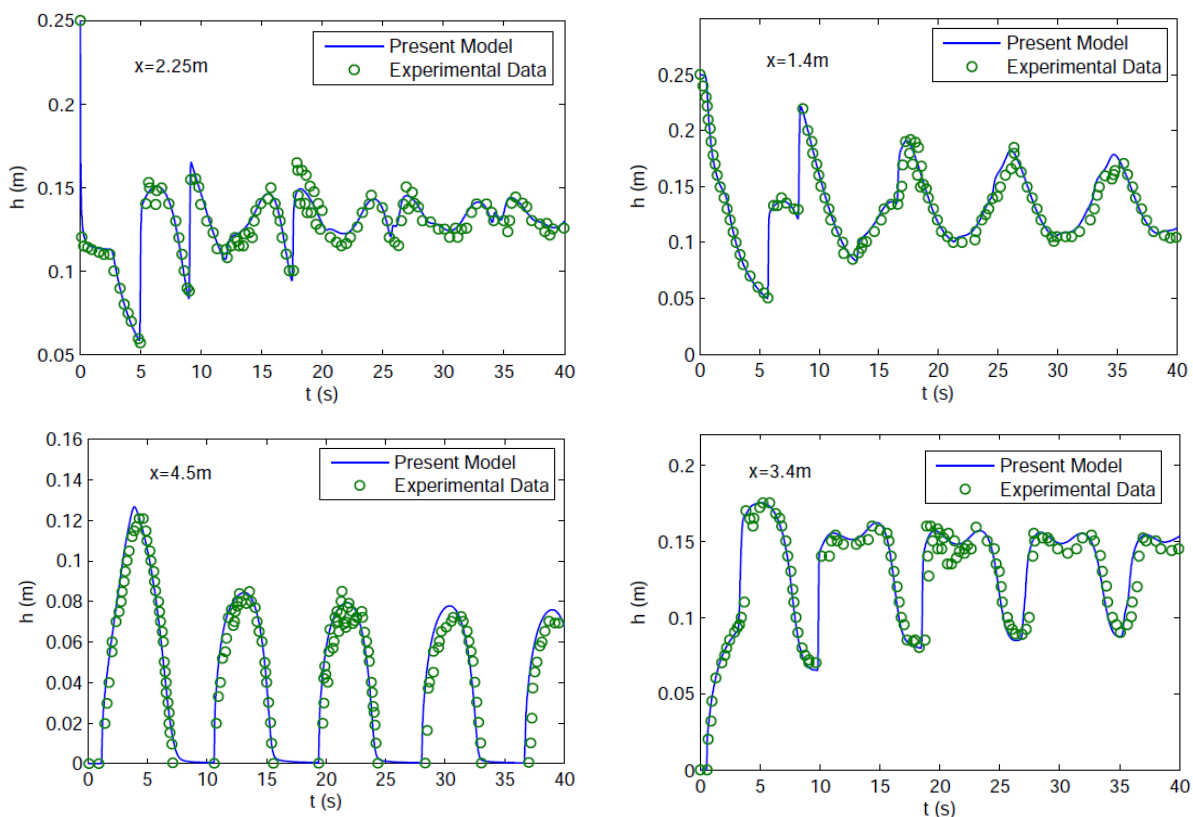 0.25
0.2
0.15
0.1
0.05
h (m)
x=2.25m
Present Model
Experimental Data
0 5 10 15 20 25 30 35 40
t (s)
0.25
0.2
0.15
0.1
0.05
0
h (m)
x=1.4m
Present Model
Experimental Data
0 5 10 15 20 25 30 35 40
t (s)
0.16
0.14
0.12
0.1
0.08
0.06
0.04
0.02
0
h (m)
x=4.5m
Present Model
Experimental Data
0 5 10 15 20 25 30 35 40
t (s)
0.2
0.15
0.1
0.05
0
h (m)
x=3.4m
Present Model
Experimental Data
0 5 10 15 20 25 30 35 40
t (s)